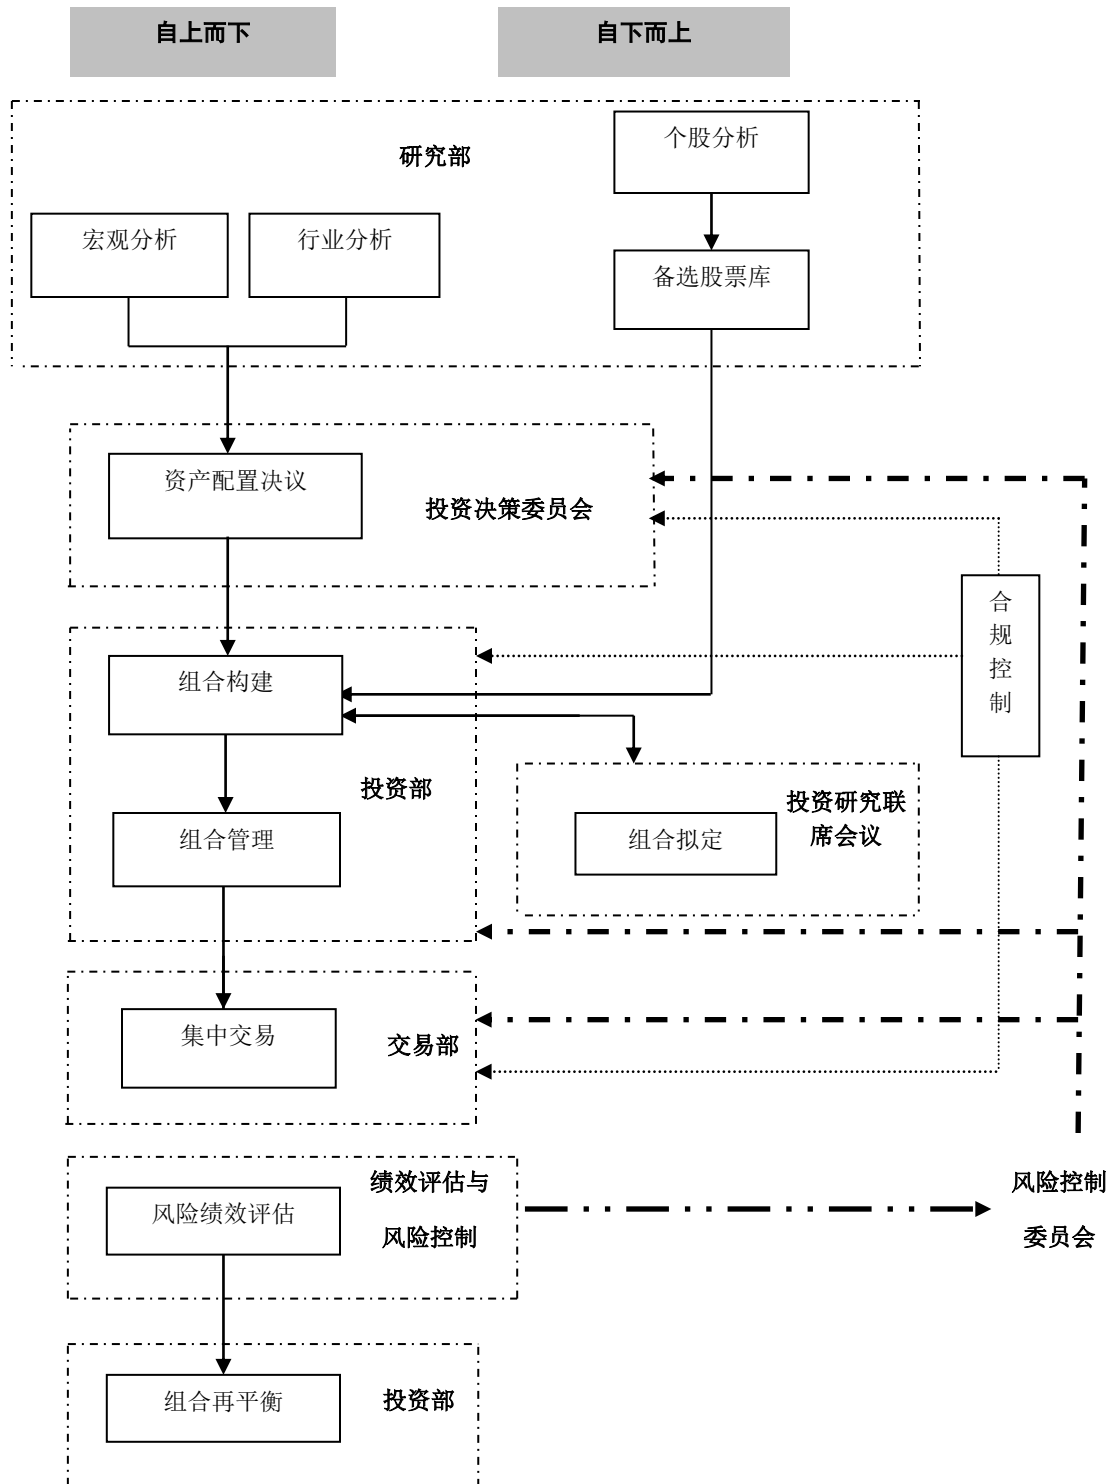 自上而下
自下而上
研究部
个股分析
宏观分析
行业分析
备选股票库
资产配置决议
投资决策委员会
合
规
控
制
组合构建
投资部
投资研究联
席会议
组合管理
组合拟定
集中交易
交易部
绩效评估与
风险控制
风险绩效评估
风险控制
委员会
组合再平衡
投资部